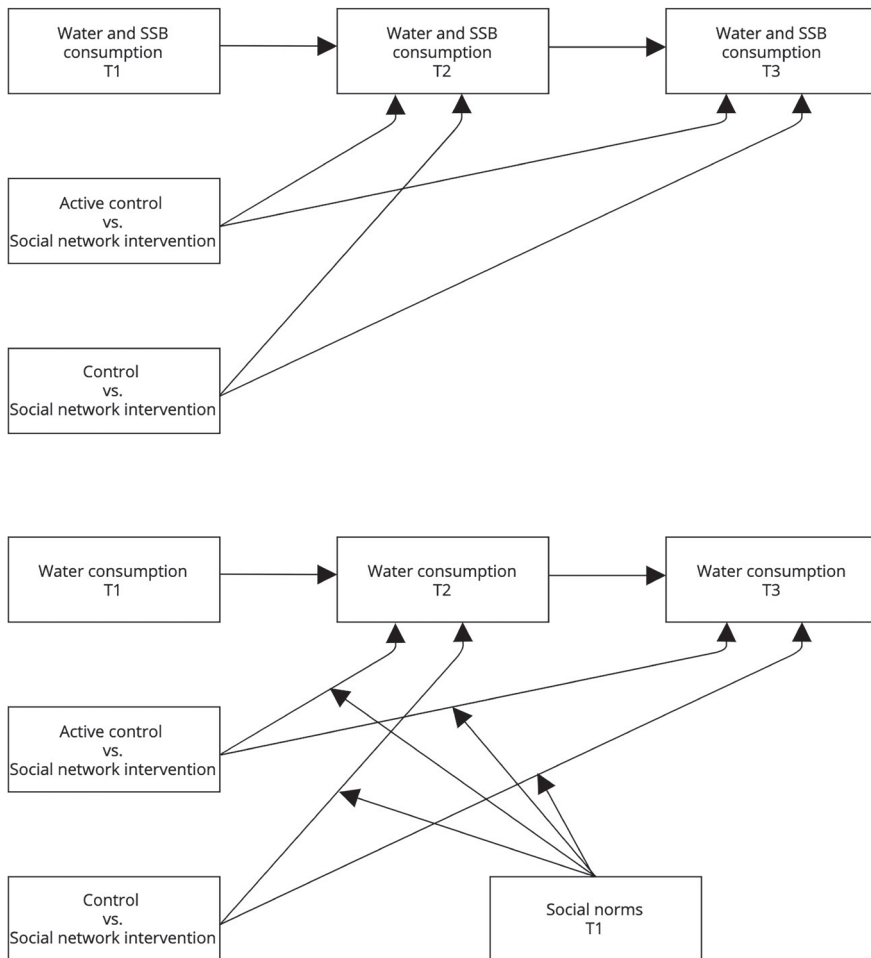 Water and SSB
consumption
T1
Water and SSB
consumption
T2
Water and SSB
consumption
T3
Active control
vs.
Social network intervention
Control
vs.
Social network intervention
Water consumption
T1
Water consumption
T2
Water consumption
T3
Active control
vs.
Social network intervention
Control
vs.
Social network intervention
Social norms
T1